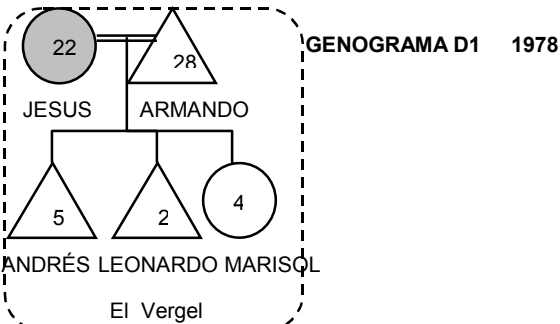 GENOGRAMA D1 1978
22 28
JESUS ARMANDO
5 2 4
ANDRÉS LEONARDO MARISOL
El Vergel